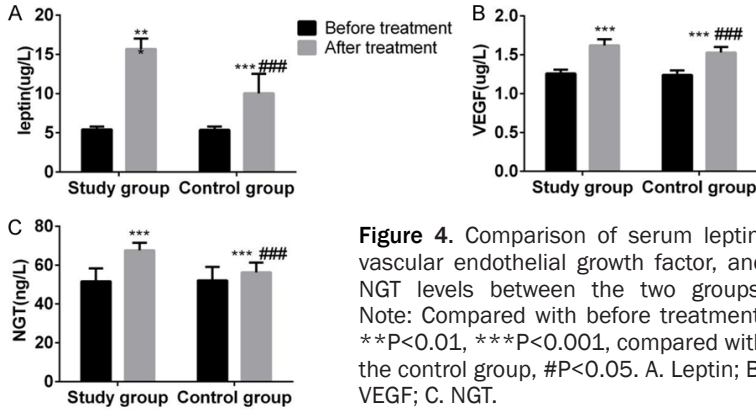 A
20
15
10
5
0
leptin(ug/L)
**
*
*** ###
Study group Control group
Before treatment
After treatment
B
2.0
1.5
1.0
0.5
0.0
VEGF(ug/L)
***
*** ###
Study group Control group
C
80
60
40
20
0
NGT(ng/L)
***
*** ###
Study group Control group
Figure 4. Comparison of serum leptin
vascular endothelial growth factor, and
NGT levels between the two groups
Note: Compared with before treatment
**P<0.01, ***P<0.001, compared with
the control group, #P<0.05. A. Leptin; B
VEGF; C. NGT.